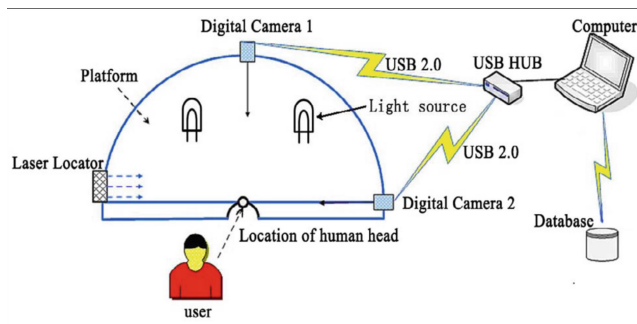 Digital Camera 1
Computer
USB 2.0
USB HUB
Platform
Light source
Laser Locator
USB 2.0
Digital Camera 2
Location of human head
Database
user